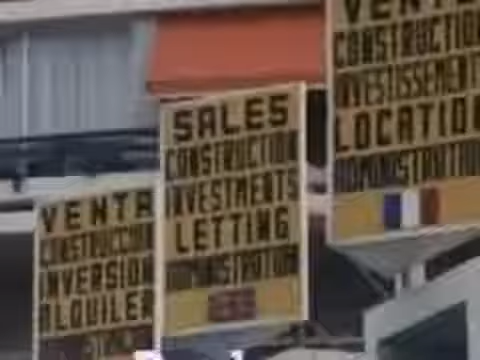 VENTA
CONSTRUCCION
INVERSION
ALQUILER
SALES
CONSTRUCTION
INVESTMENTS
LETTING
ADMINISTRATION
VENTE
CONSTRUCTION
INVESTISSEMENT
LOCATION
ADMINISTRATION